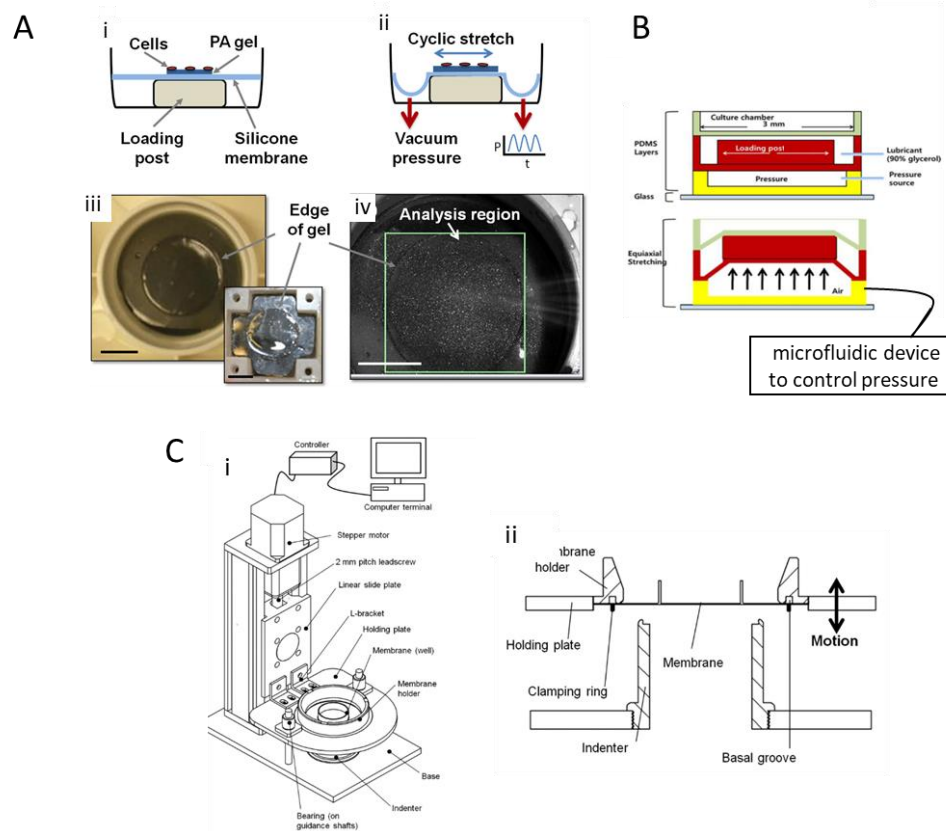 A
i
Cells
PA gel
Loading
post
Silicone
membrane
ii
Cyclic stretch
Vacuum
pressure
P
t
iii
Edge
of gel
iv
Analysis region
B
Culture chamber
3 mm
PDMS
Layers
Loading post
Lubricant
(90% glycerol)
Pressure
Pressure
source
Glass
Equiaxial
Stretching
Air
microfluidic device
to control pressure
C
i
Controller
Computer terminal
Stepper motor
2 mm pitch leadscrew
Linear slide plate
L-bracket
Holding plate
Membrane (well)
Membrane
holder
Base
Indenter
Bearing (on
guidance shafts)
ii
mbrane
holder
Holding plate
Motion
Membrane
Clamping ring
Indenter
Basal groove